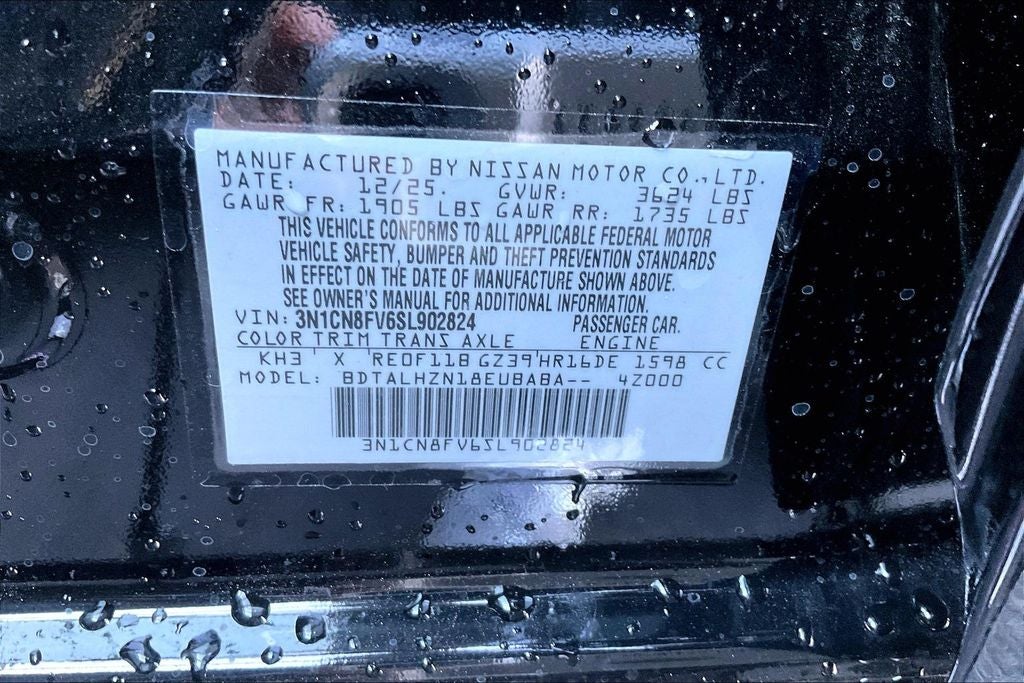 MANUFACTURED BY NISSAN MOTOR CO., LTD.
DATE: 12/25. GVWR: 3624 LBS
GAWR FR: 1905 LBS GAWR RR: 1735 LBS
THIS VEHICLE CONFORMS TO ALL APPLICABLE FEDERAL MOTOR
VEHICLE SAFETY, BUMPER AND THEFT PREVENTION STANDARDS
IN EFFECT ON THE DATE OF MANUFACTURE SHOWN ABOVE.
SEE OWNER'S MANUAL FOR ADDITIONAL INFORMATION.
VIN: 3N1CN8FV6SL902824 PASSENGER CAR.
COLOR TRIM TRANS AXLE ENGINE
KH3 X RE0F11B GZ39 HR16DE 1598 CC
MODEL: BDTALHZN18EUBABA-- 4Z000
3N1CN8FV6SL902824